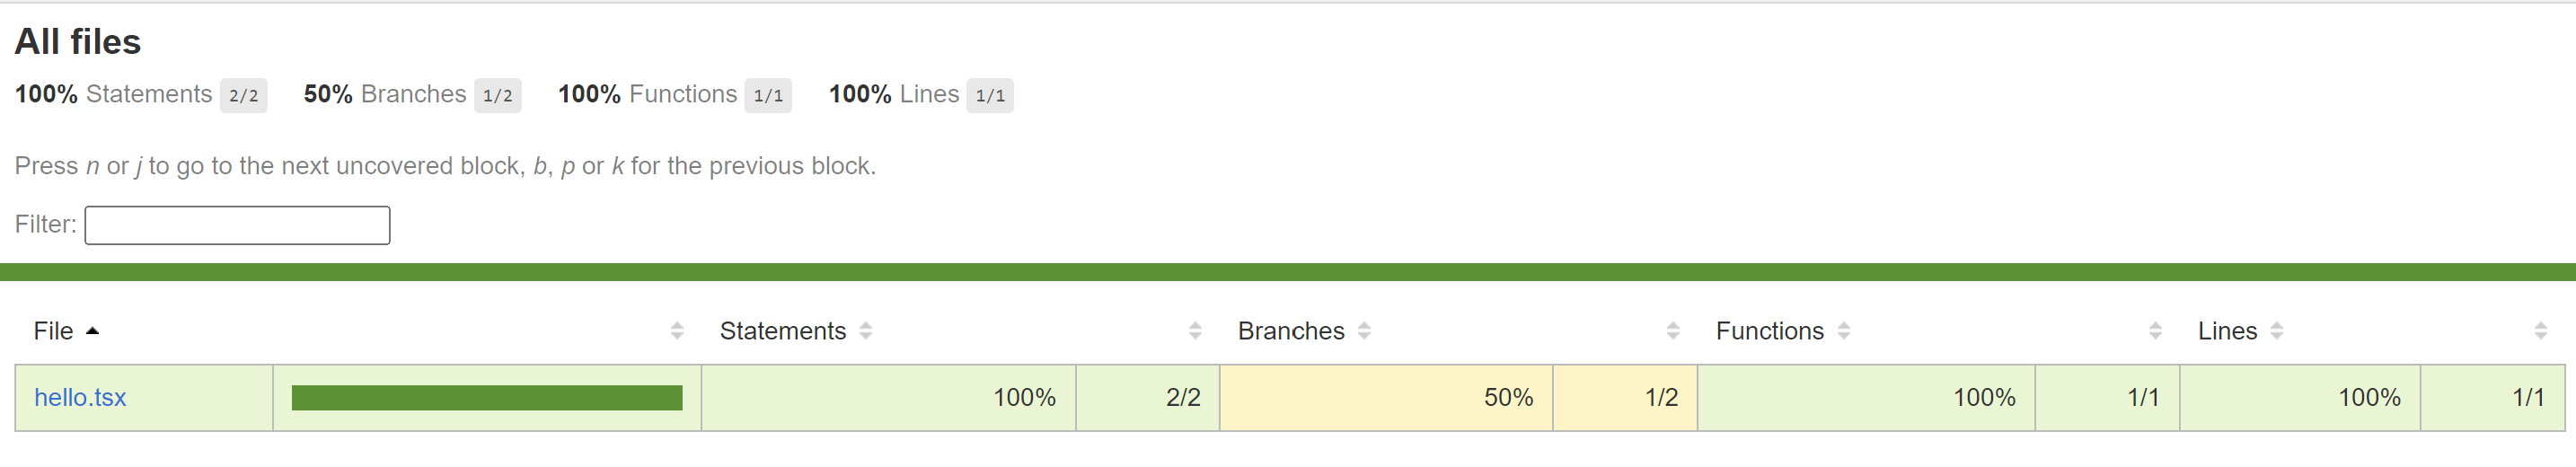 All files
100% Statements 2/2 50% Branches 1/2 100% Functions 1/1 100% Lines 1/1
Press n or j to go to the next uncovered block, b, p or k for the previous block.
Filter:
File Statements Branches Functions Lines
hello.tsx 100% 2/2 50% 1/2 100% 1/1 100% 1/1